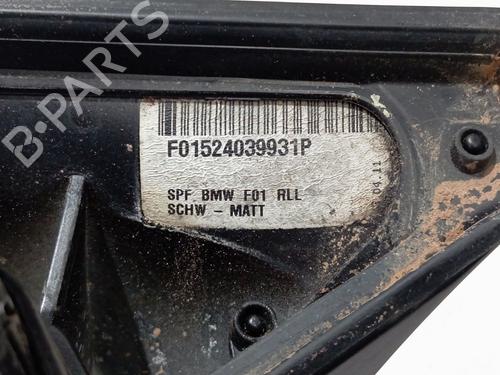 F01524039931P
SPF BMW F01 RLL
SCHW - MATT
04.11
B-PARTS